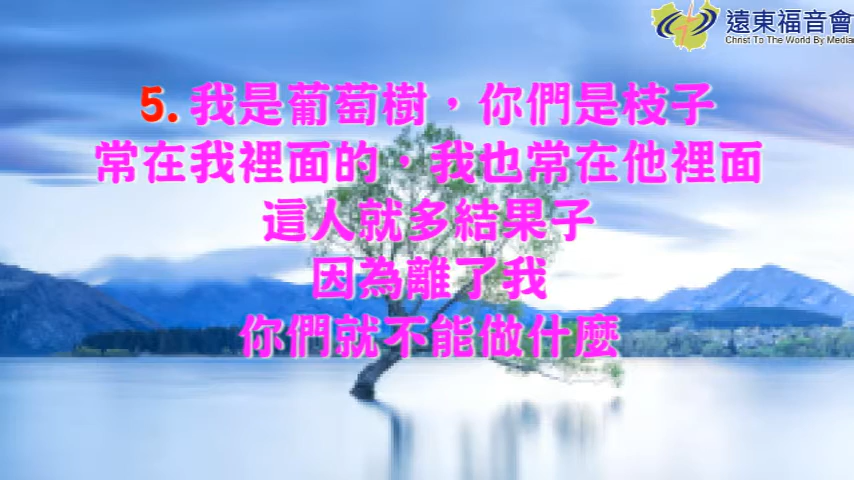 遠東福音會
Christ To The World By Media
5. 我是葡萄樹，你們是枝子
常在我裡面的，我也常在他裡面
這人就多結果子
因為離了我
你們就不能做什麼